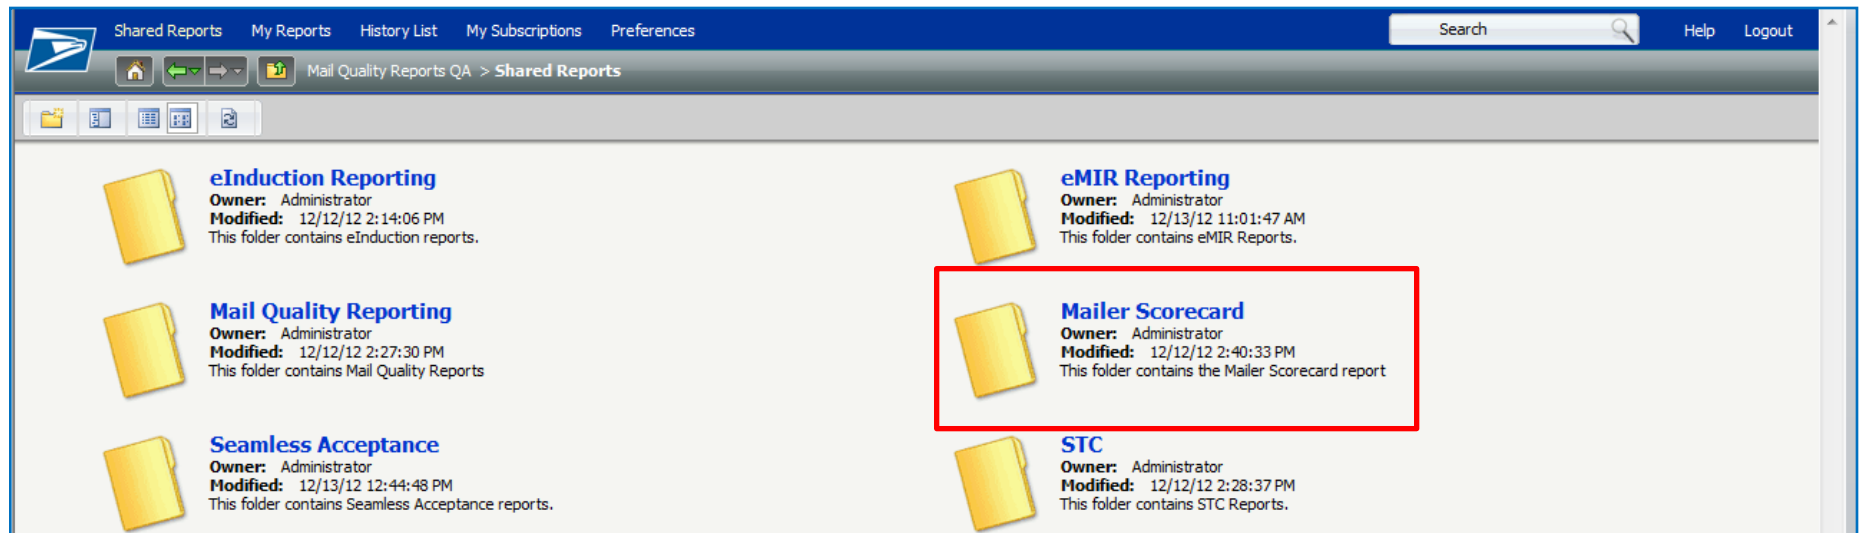 Shared Reports My Reports History List My Subscriptions Preferences Search Help Logout
Mail Quality Reports QA > Shared Reports
eInduction Reporting
Owner: Administrator
Modified: 12/12/12 2:14:06 PM
This folder contains eInduction reports.
eMIR Reporting
Owner: Administrator
Modified: 12/13/12 11:01:47 AM
This folder contains eMIR Reports.
Mail Quality Reporting
Owner: Administrator
Modified: 12/12/12 2:27:30 PM
This folder contains Mail Quality Reports
Mailer Scorecard
Owner: Administrator
Modified: 12/12/12 2:40:33 PM
This folder contains the Mailer Scorecard report
Seamless Acceptance
Owner: Administrator
Modified: 12/13/12 12:44:48 PM
This folder contains Seamless Acceptance reports.
STC
Owner: Administrator
Modified: 12/12/12 2:28:37 PM
This folder contains STC Reports.